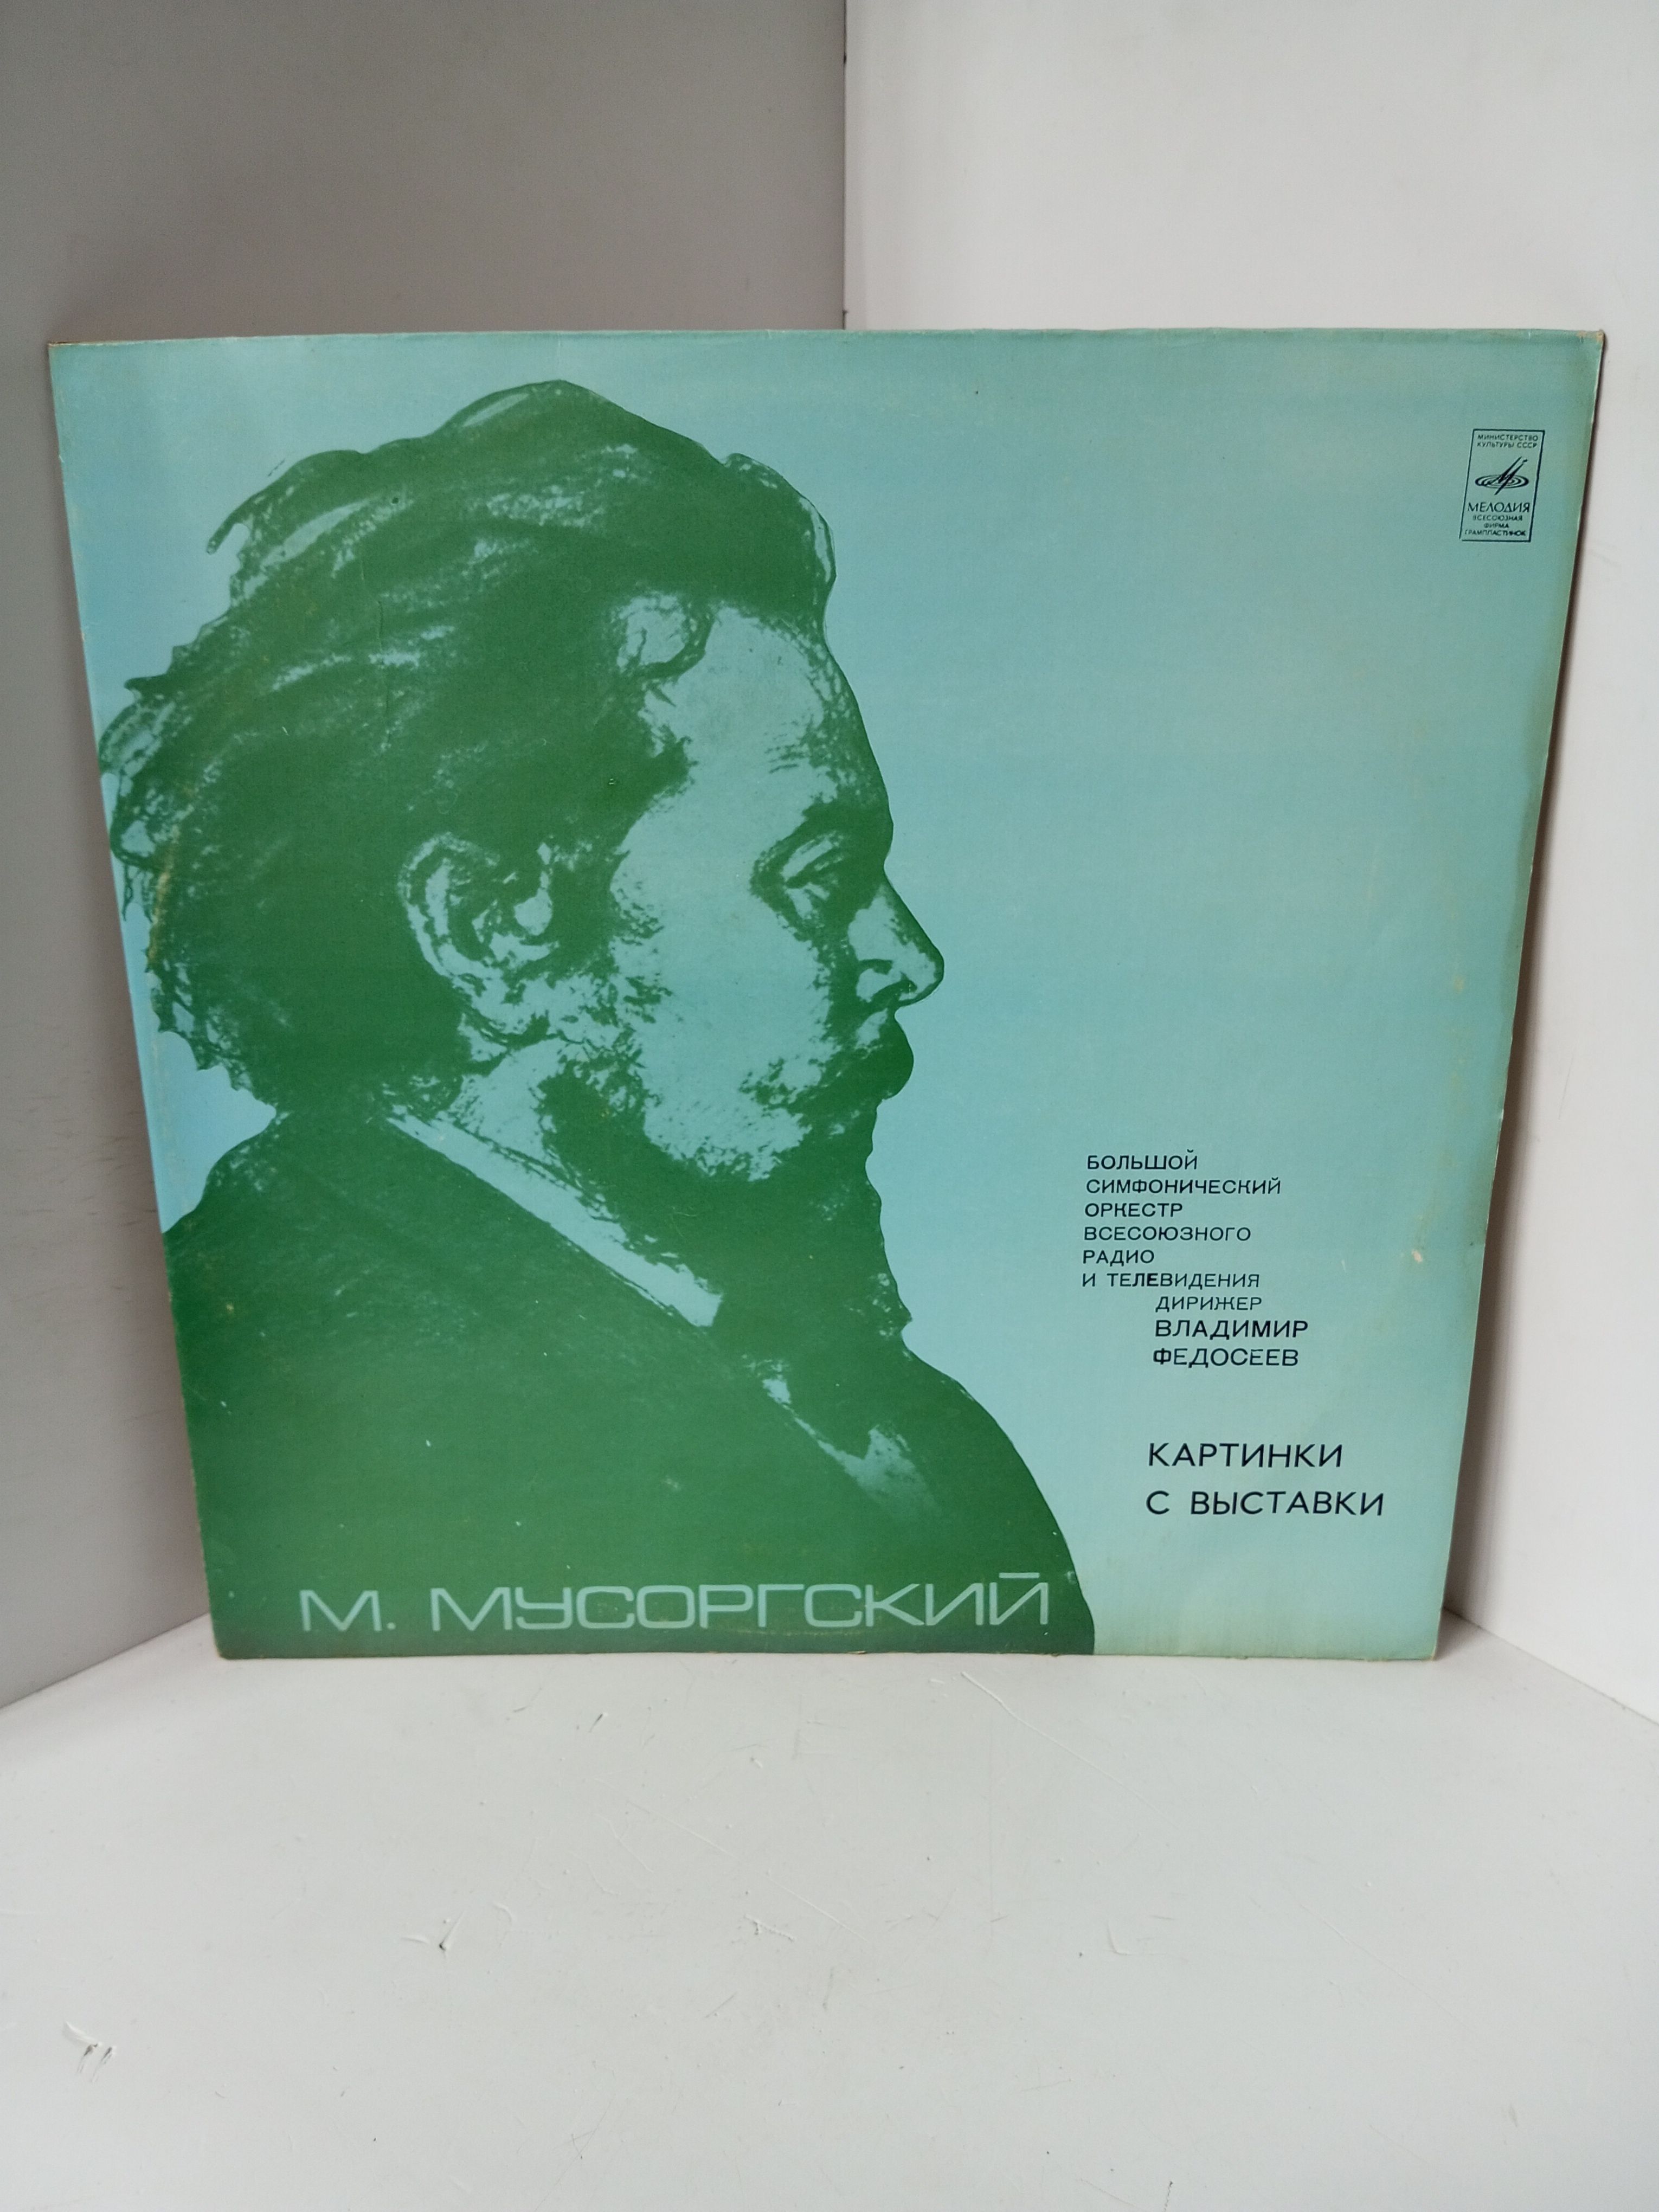 МИНИСТЕРСТВО
КУЛЬТУРЫ СССР
МЕЛОДИЯ
ВСЕСОЮЗНАЯ
ФИРМА
ГРАМПЛАСТИНОК
БОЛЬШОЙ
СИМФОНИЧЕСКИЙ
ОРКЕСТР
ВСЕСОЮЗНОГО
РАДИО
И ТЕЛЕВИДЕНИЯ
ДИРИЖЕР
ВЛАДИМИР
ФЕДОСЕЕВ
КАРТИНКИ
С ВЫСТАВКИ
М. МУСОРГСКИЙ